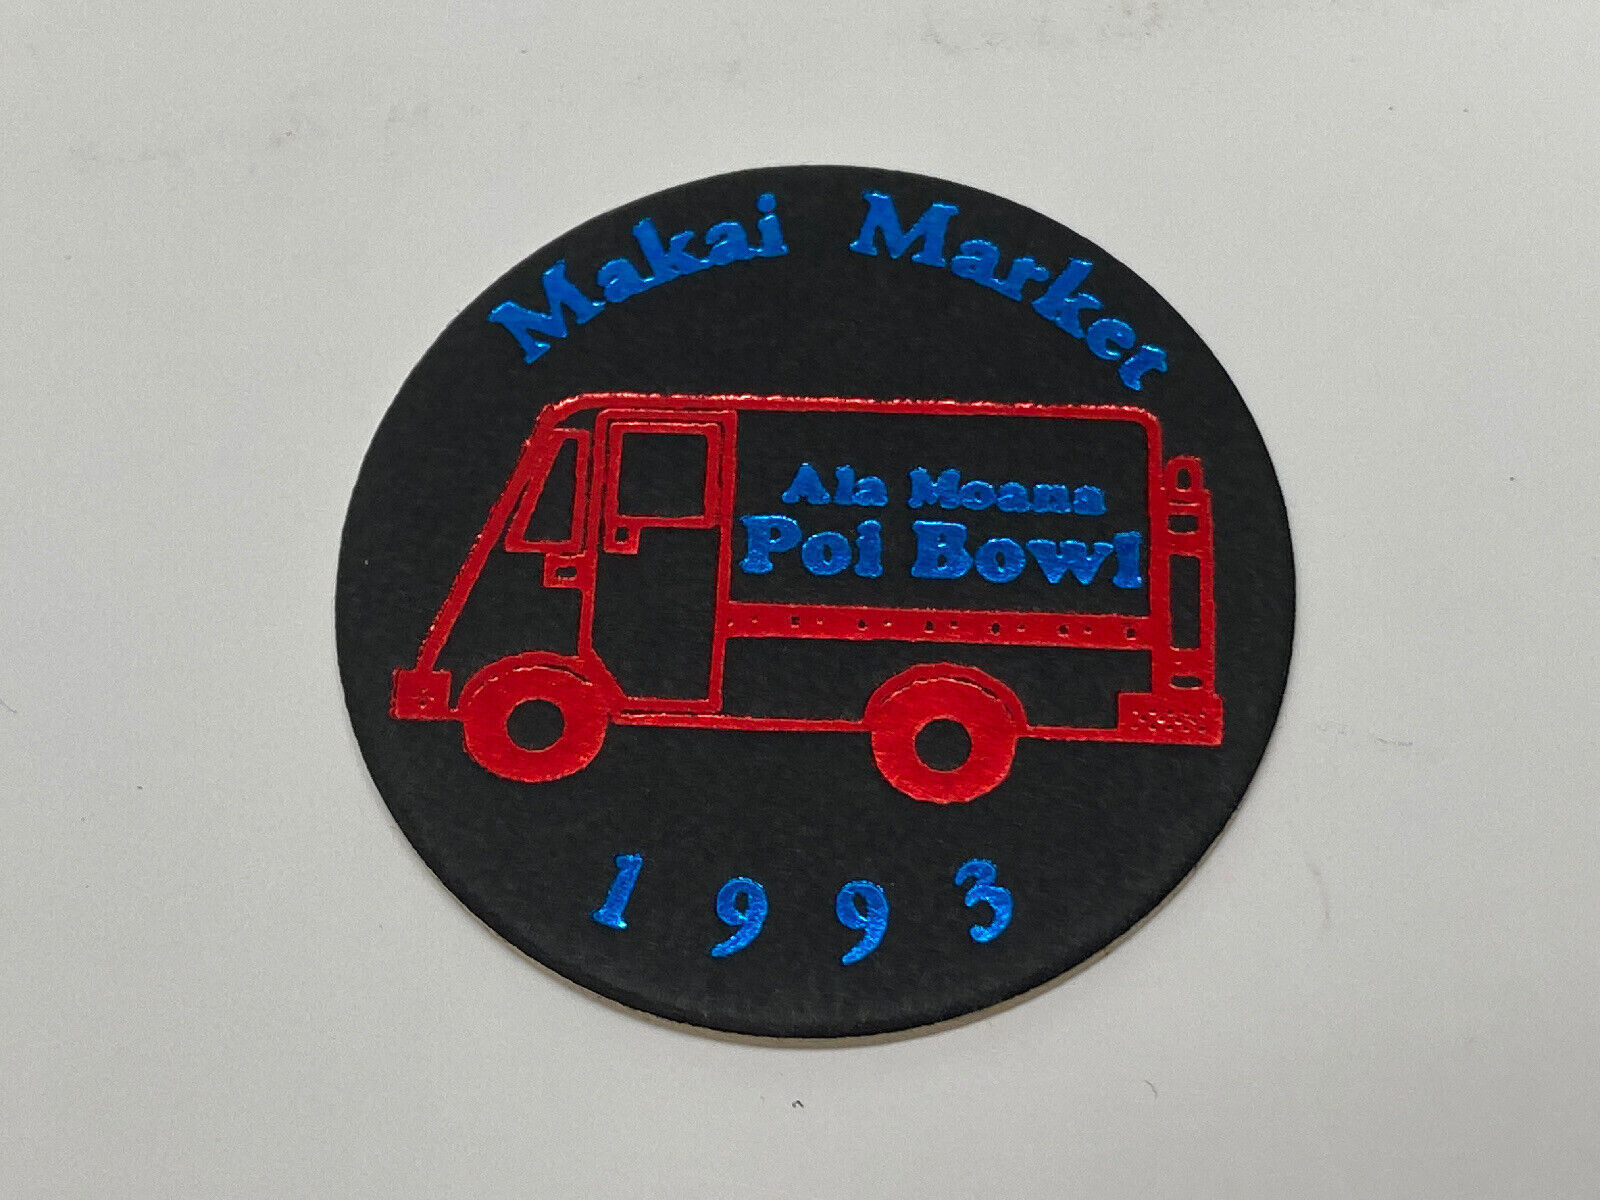 Makai Market
Ala Moana
Poi Bowl
1993